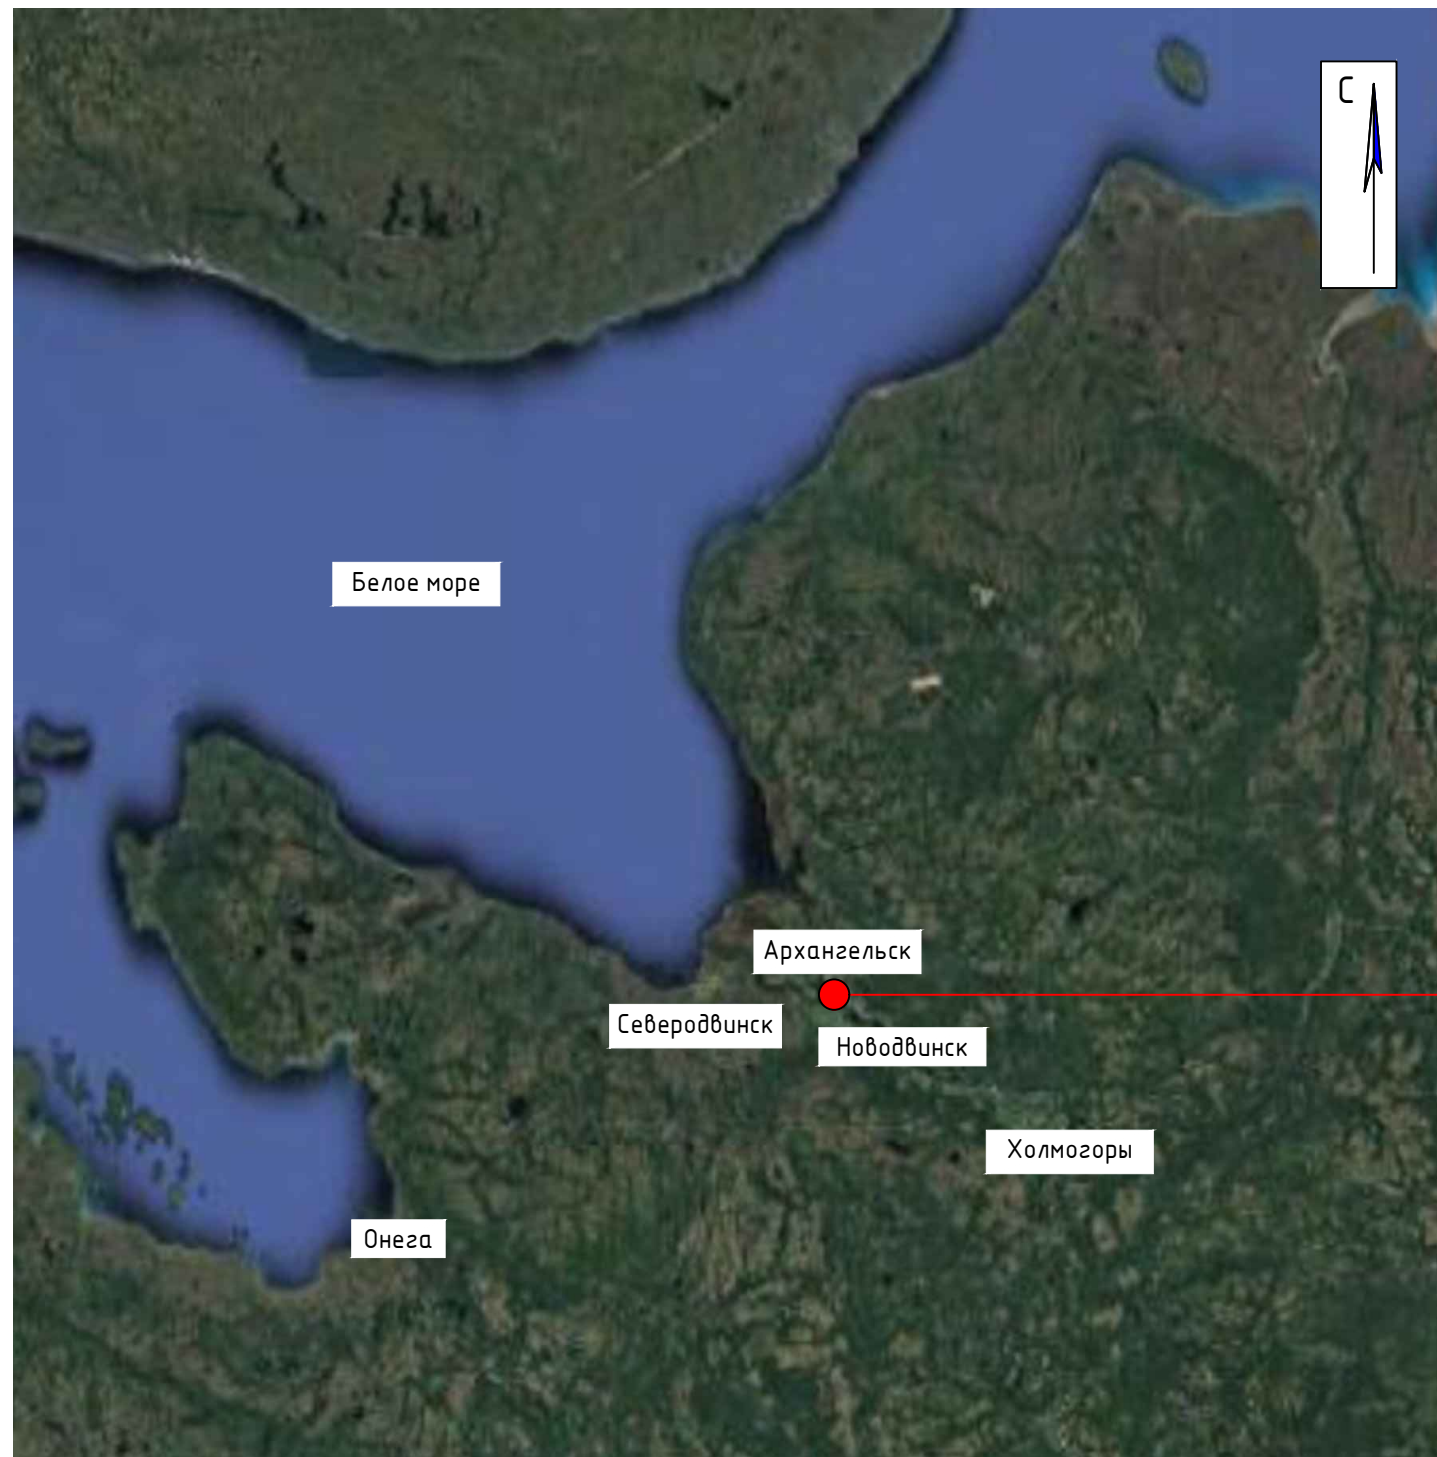 С
Белое море
Архангельск
Северодвинск
Новодвинск
Холмогоры
Онега